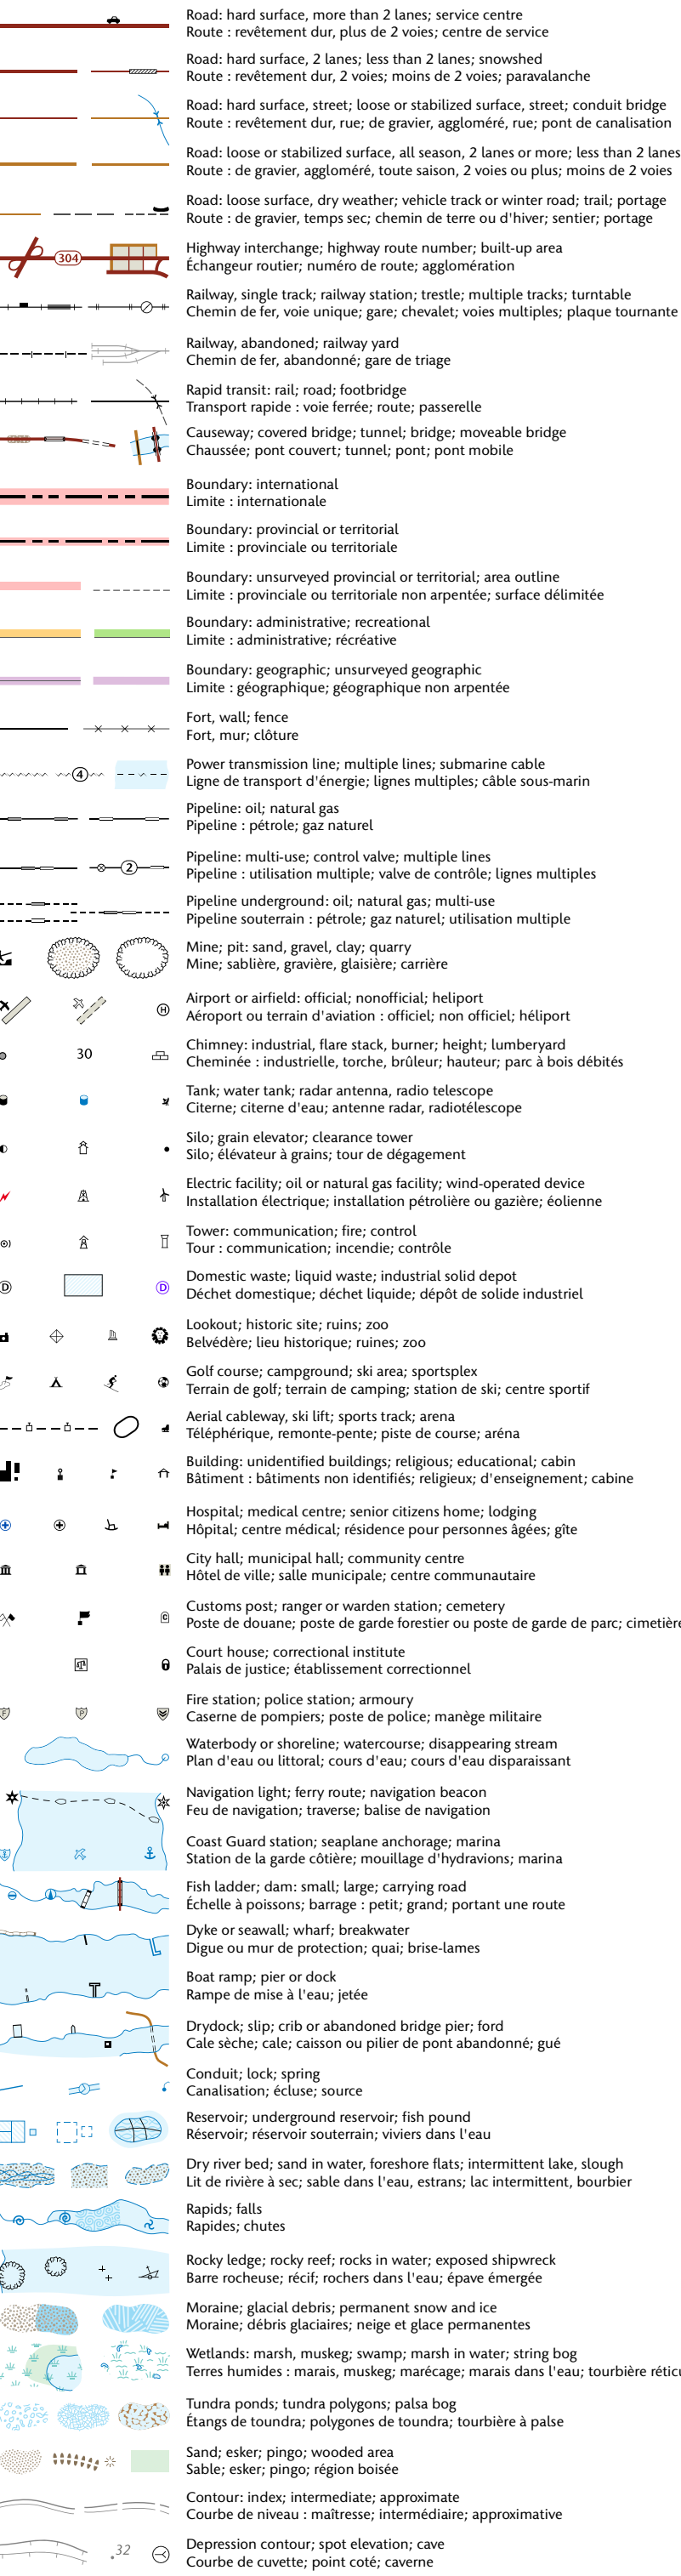 Road: hard surface, more than 2 lanes; service centre
Route : revêtement dur, plus de 2 voies; centre de service
Road: hard surface, 2 lanes; less than 2 lanes; snowshed
Route : revêtement dur, 2 voies; moins de 2 voies; paravalanche
Road: hard surface, street; loose or stabilized surface, street; conduit bridge
Route : revêtement dur, rue; de gravier, aggloméré, rue; pont de canalisation
Road: loose or stabilized surface, all season, 2 lanes or more; less than 2 lanes
Route : de gravier, aggloméré, toute saison, 2 voies ou plus; moins de 2 voies
Road: loose surface, dry weather; vehicle track or winter road; trail; portage
Route : de gravier, temps sec; chemin de terre ou d'hiver; sentier; portage
304
Highway interchange; highway route number; built-up area
Échangeur routier; numéro de route; agglomération
Railway, single track; railway station; trestle; multiple tracks; turntable
Chemin de fer, voie unique; gare; chevalet; voies multiples; plaque tournante
Railway, abandoned; railway yard
Chemin de fer, abandonné; gare de triage
Rapid transit: rail; road; footbridge
Transport rapide : voie ferrée; route; passerelle
Causeway; covered bridge; tunnel; bridge; moveable bridge
Chaussée; pont couvert; tunnel; pont; pont mobile
Boundary: international
Limite : internationale
Boundary: provincial or territorial
Limite : provinciale ou territoriale
Boundary: unsurveyed provincial or territorial; area outline
Limite : provinciale ou territoriale non arpentée; surface délimitée
Boundary: administrative; recreational
Limite : administrative; récréative
Boundary: geographic; unsurveyed geographic
Limite : géographique; géographique non arpentée
Fort, wall; fence
Fort, mur; clôture
4
Power transmission line; multiple lines; submarine cable
Ligne de transport d'énergie; lignes multiples; câble sous-marin
Pipeline: oil; natural gas
Pipeline : pétrole; gaz naturel
2
Pipeline: multi-use; control valve; multiple lines
Pipeline : utilisation multiple; valve de contrôle; lignes multiples
Pipeline underground: oil; natural gas; multi-use
Pipeline souterrain : pétrole; gaz naturel; utilisation multiple
Mine; pit: sand, gravel, clay; quarry
Mine; sablière, gravière, glaisière; carrière
H
Airport or airfield: official; nonofficial; heliport
Aéroport ou terrain d'aviation : officiel; non officiel; héliport
30
Chimney: industrial, flare stack, burner; height; lumberyard
Cheminée : industrielle, torche, brûleur; hauteur; parc à bois débités
Tank; water tank; radar antenna, radio telescope
Citerne; citerne d'eau; antenne radar, radiotélescope
Silo; grain elevator; clearance tower
Silo; élévateur à grains; tour de dégagement
Electric facility; oil or natural gas facility; wind-operated device
Installation électrique; installation pétrolière ou gazière; éolienne
Tower: communication; fire; control
Tour : communication; incendie; contrôle
D
D
Domestic waste; liquid waste; industrial solid depot
Déchet domestique; déchet liquide; dépôt de solide industriel
Lookout; historic site; ruins; zoo
Belvédère; lieu historique; ruines; zoo
Golf course; campground; ski area; sportsplex
Terrain de golf; terrain de camping; station de ski; centre sportif
Aerial cableway, ski lift; sports track; arena
Téléphérique, remonte-pente; piste de course; aréna
Building: unidentified buildings; religious; educational; cabin
Bâtiment : bâtiments non identifiés; religieux; d'enseignement; cabine
Hospital; medical centre; senior citizens home; lodging
Hôpital; centre médical; résidence pour personnes âgées; gîte
City hall; municipal hall; community centre
Hôtel de ville; salle municipale; centre communautaire
C
Customs post; ranger or warden station; cemetery
Poste de douane; poste de garde forestier ou poste de garde de parc; cimetière
Court house; correctional institute
Palais de justice; établissement correctionnel
F
P
Fire station; police station; armoury
Caserne de pompiers; poste de police; manège militaire
Waterbody or shoreline; watercourse; disappearing stream
Plan d'eau ou littoral; cours d'eau; cours d'eau disparaissant
Navigation light; ferry route; navigation beacon
Feu de navigation; traverse; balise de navigation
Coast Guard station; seaplane anchorage; marina
Station de la garde côtière; mouillage d'hydravions; marina
Fish ladder; dam: small; large; carrying road
Échelle à poissons; barrage : petit; grand; portant une route
Dyke or seawall; wharf; breakwater
Digue ou mur de protection; quai; brise-lames
Boat ramp; pier or dock
Rampe de mise à l'eau; jetée
Drydock; slip; crib or abandoned bridge pier; ford
Cale sèche; cale; caisson ou pilier de pont abandonné; gué
Conduit; lock; spring
Canalisation; écluse; source
Reservoir; underground reservoir; fish pound
Réservoir; réservoir souterrain; viviers dans l'eau
Dry river bed; sand in water, foreshore flats; intermittent lake, slough
Lit de rivière à sec; sable dans l'eau, estrans; lac intermittent, bourbier
Rapids; falls
Rapides; chutes
Rocky ledge; rocky reef; rocks in water; exposed shipwreck
Barre rocheuse; récif; rochers dans l'eau; épave émergée
Moraine; glacial debris; permanent snow and ice
Moraine; débris glaciaires; neige et glace permanentes
Wetlands: marsh, muskeg; swamp; marsh in water; string bog
Terres humides : marais, muskeg; marécage; marais dans l'eau; tourbière
Tundra ponds; tundra polygons; palsa bog
Étangs de toundra; polygones de toundra; tourbière à palse
Sand; esker; pingo; wooded area
Sable; esker; pingo; région boisée
Contour: index; intermediate; approximate
Courbe de niveau : maîtresse; intermédiaire; approximative
.32
Depression contour; spot elevation; cave
Courbe de cuvette; point coté; caverne